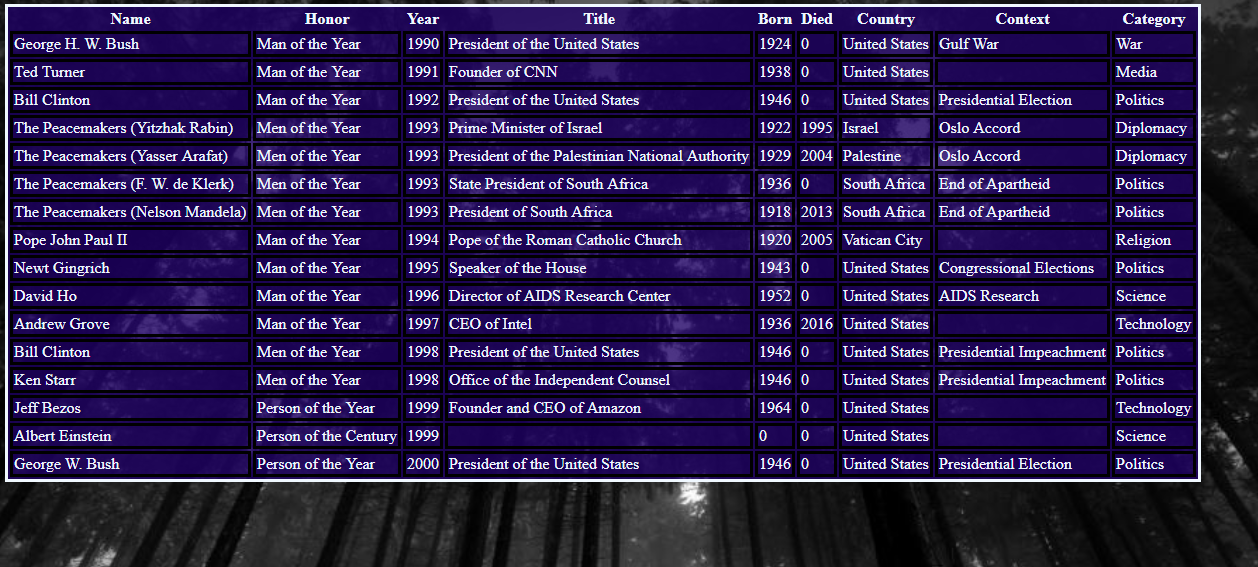 Name Honor Year Title Born Died Country Context Category
George H. W. Bush Man of the Year 1990 President of the United States 1924 0 United States Gulf War War
Ted Turner Man of the Year 1991 Founder of CNN 1938 0 United States Media
Bill Clinton Man of the Year 1992 President of the United States 1946 0 United States Presidential Election Politics
The Peacemakers (Yitzhak Rabin) Men of the Year 1993 Prime Minister of Israel 1922 1995 Israel Oslo Accord Diplomacy
The Peacemakers (Yasser Arafat) Men of the Year 1993 President of the Palestinian National Authority 1929 2004 Palestine Oslo Accord Diplomacy
The Peacemakers (F. W. de Klerk) Men of the Year 1993 State President of South Africa 1936 0 South Africa End of Apartheid Politics
The Peacemakers (Nelson Mandela) Men of the Year 1993 President of South Africa 1918 2013 South Africa End of Apartheid Politics
Pope John Paul II Man of the Year 1994 Pope of the Roman Catholic Church 1920 2005 Vatican City Religion
Newt Gingrich Man of the Year 1995 Speaker of the House 1943 0 United States Congressional Elections Politics
David Ho Man of the Year 1996 Director of AIDS Research Center 1952 0 United States AIDS Research Science
Andrew Grove Man of the Year 1997 CEO of Intel 1936 2016 United States Technology
Bill Clinton Men of the Year 1998 President of the United States 1946 0 United States Presidential Impeachment Politics
Ken Starr Men of the Year 1998 Office of the Independent Counsel 1946 0 United States Presidential Impeachment Politics
Jeff Bezos Person of the Year 1999 Founder and CEO of Amazon 1964 0 United States Technology
Albert Einstein Person of the Century 1999 0 0 United States Science
George W. Bush Person of the Year 2000 President of the United States 1946 0 United States Presidential Election Politics